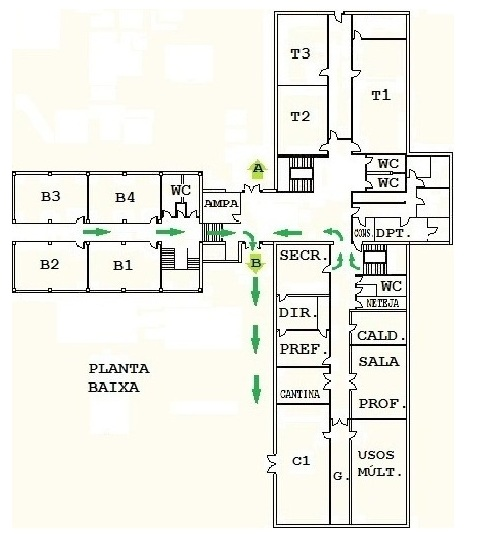 T3
T1
T2
A
WC
WC
B3
B4
WC
AMPA
CONS.
DPT.
B2
B1
B
SECR.
WC
NETEJA
DIR.
CALD.
PREF.
SALA
PROF.
PLANTA
BAIXA
CANTINA
C1
G.
USOS
MÚLT.